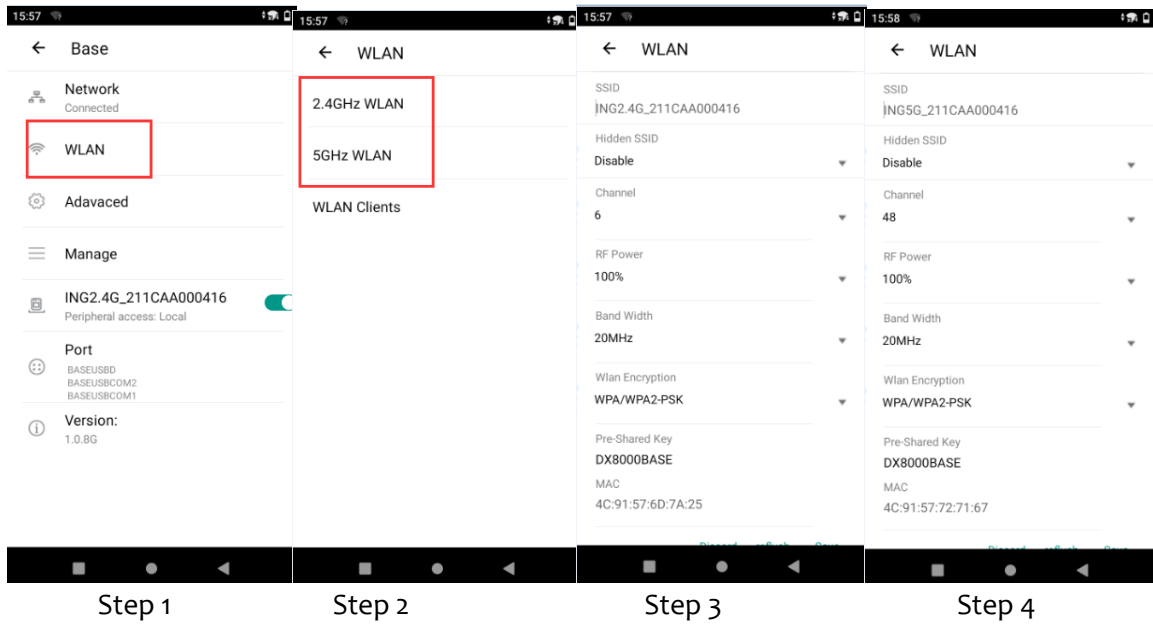 15:57
Base
Network
Connected
WLAN
Adavaced
Manage
ING2.4G_211CAA000416
Peripheral access: Local
Port
BASEUSBD
BASEUSBCOM2
BASEUSBCOM1
Version:
1.0.8G
Step 1
15:57
WLAN
2.4GHz WLAN
5GHz WLAN
WLAN Clients
Step 2
15:57
WLAN
SSID
ING2.4G_211CAA000416
Hidden SSID
Disable
Channel
6
RF Power
100%
Band Width
20MHz
Wlan Encryption
WPA/WPA2-PSK
Pre-Shared Key
DX8000BASE
MAC
4C:91:57:6D:7A:25
Step 3
15:58
WLAN
SSID
ING5G_211CAA000416
Hidden SSID
Disable
Channel
48
RF Power
100%
Band Width
20MHz
Wlan Encryption
WPA/WPA2-PSK
Pre-Shared Key
DX8000BASE
MAC
4C:91:57:72:71:67
Step 4